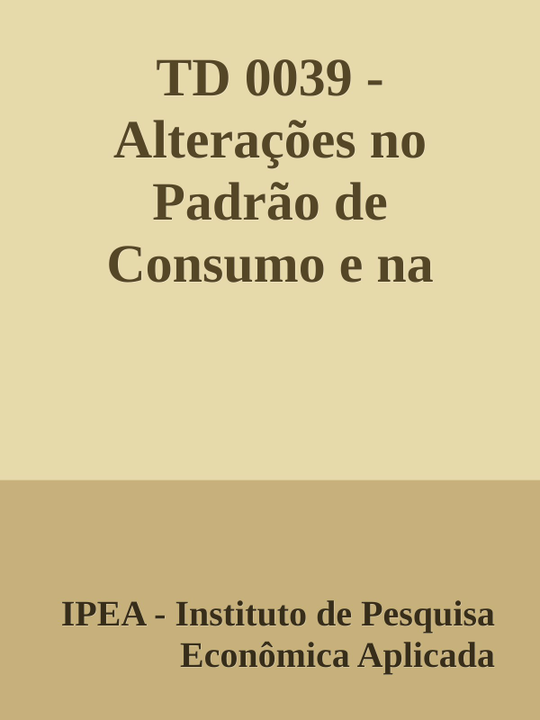 TD 0039 -
Alterações no
Padrão de
Consumo e na
IPEA - Instituto de Pesquisa
Econômica Aplicada